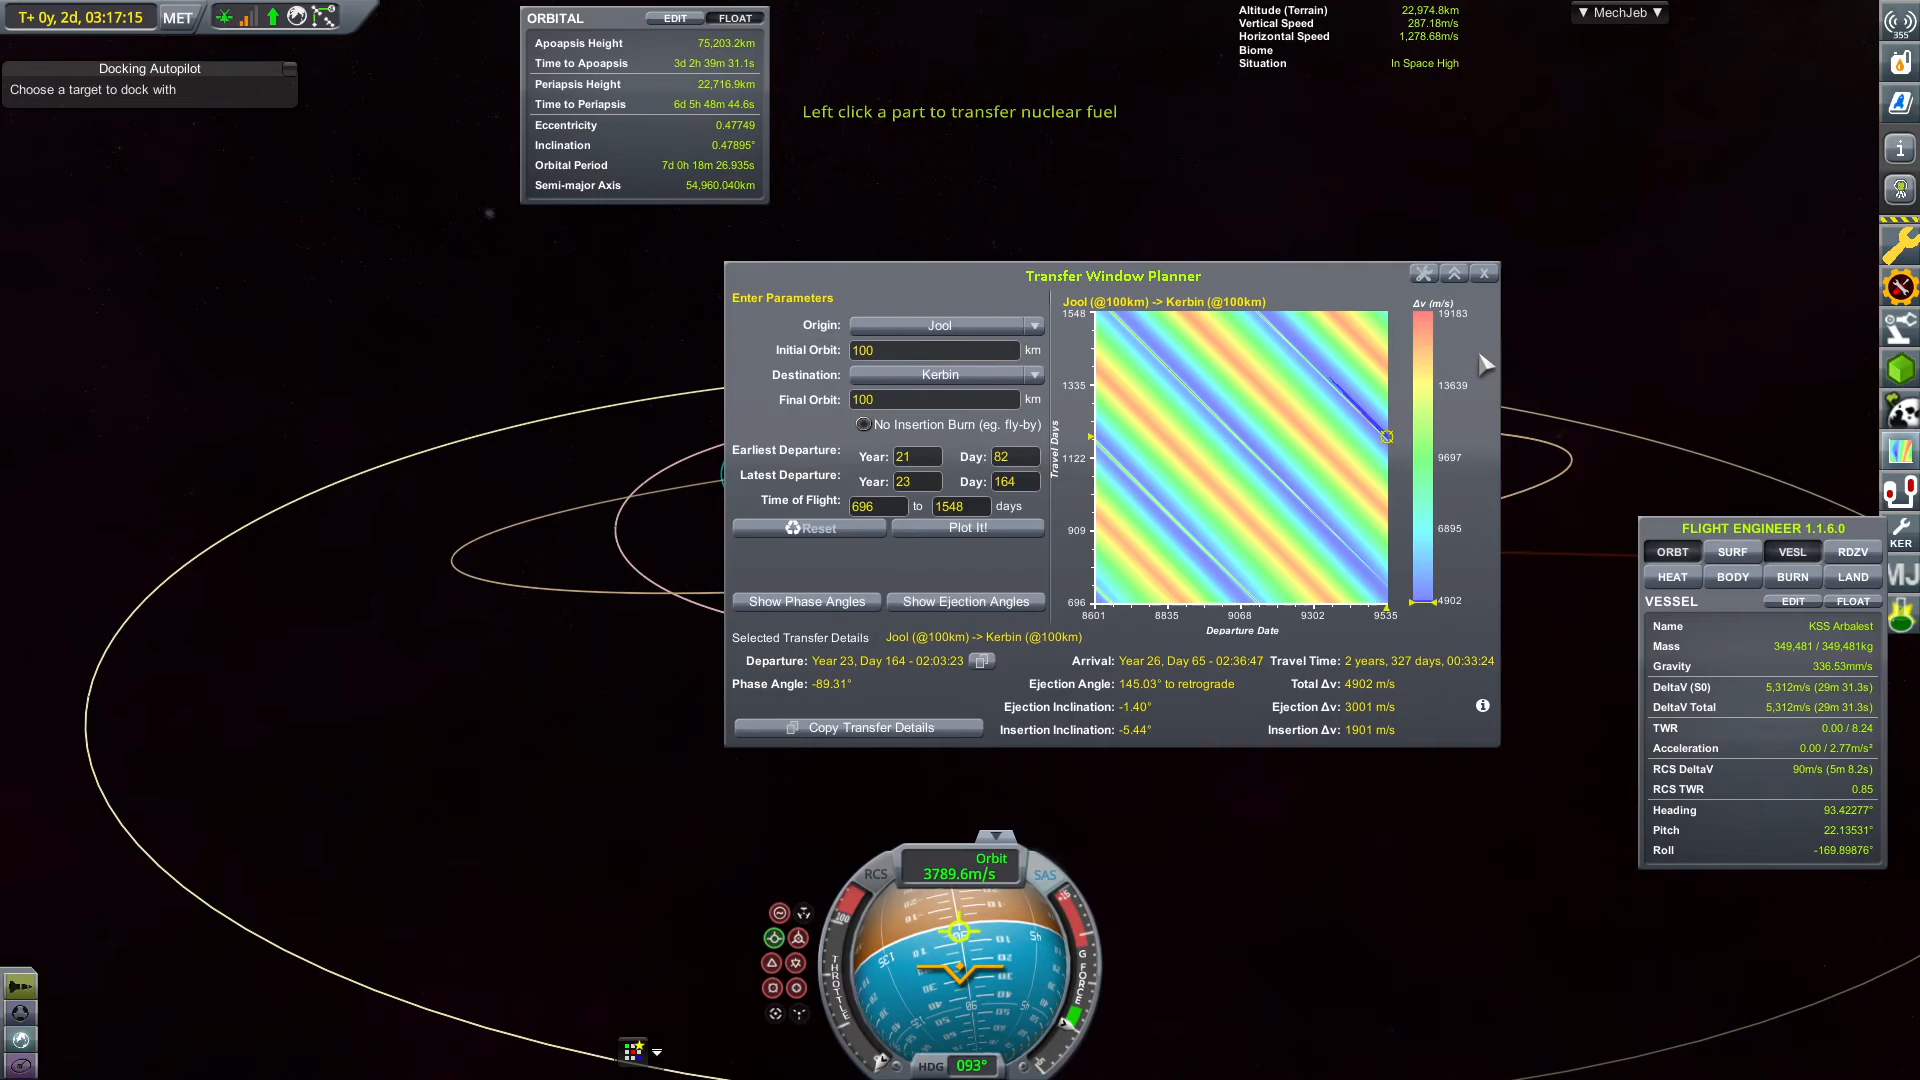 T+ 0y, 2d, 03:17:15 MET
Docking Autopilot
Choose a target to dock with
ORBITAL EDIT FLOAT
Apoapsis Height 75,203.2km
Time to Apoapsis 3d 2h 39m 31.1s
Periapsis Height 22,716.9km
Time to Periapsis 6d 5h 48m 44.6s
Eccentricity 0.47749
Inclination 0.47895°
Orbital Period 7d 0h 18m 26.935s
Semi-major Axis 54,960.040km
Left click a part to transfer nuclear fuel
Altitude (Terrain) 22,974.8km
Vertical Speed 287.18m/s
Horizontal Speed 1,278.68m/s
Biome
Situation In Space High
▼ MechJeb ▼
355
Transfer Window Planner X
Enter Parameters
Origin: Jool
Initial Orbit: 100 km
Destination: Kerbin
Final Orbit: 100 km
No Insertion Burn (eg. fly-by)
Earliest Departure: Year: 21 Day: 82
Latest Departure: Year: 23 Day: 164
Time of Flight: 696 to 1548 days
Reset Plot It!
Show Phase Angles Show Ejection Angles
Jool (@100km) -> Kerbin (@100km)
Δv (m/s)
1548
1335
1122
909
696
Travel Days
8601 8835 9068 9302 9535
Departure Date
19183
13639
9697
6895
4902
Selected Transfer Details Jool (@100km) -> Kerbin (@100km)
Departure: Year 23, Day 164 - 02:03:23 Arrival: Year 26, Day 65 - 02:36:47 Travel Time: 2 years, 327 days, 00:33:24
Phase Angle: -89.31° Ejection Angle: 145.03° to retrograde Total Δv: 4902 m/s
Ejection Inclination: -1.40° Ejection Δv: 3001 m/s
Copy Transfer Details Insertion Inclination: -5.44° Insertion Δv: 1901 m/s
FLIGHT ENGINEER 1.1.6.0
ORBT SURF VESL RDZV
HEAT BODY BURN LAND
VESSEL EDIT FLOAT
Name KSS Arbalest
Mass 349,481 / 349,481kg
Gravity 336.53mm/s
DeltaV (S0) 5,312m/s (29m 31.3s)
DeltaV Total 5,312m/s (29m 31.3s)
TWR 0.00 / 8.24
Acceleration 0.00 / 2.77m/s²
RCS DeltaV 90m/s (5m 8.2s)
RCS TWR 0.85
Heading 93.42277°
Pitch 22.13531°
Roll -169.89876°
KER
MJ
Orbit
3789.6m/s
RCS SAS
THROTTLE
G FORCE
HDG 093°